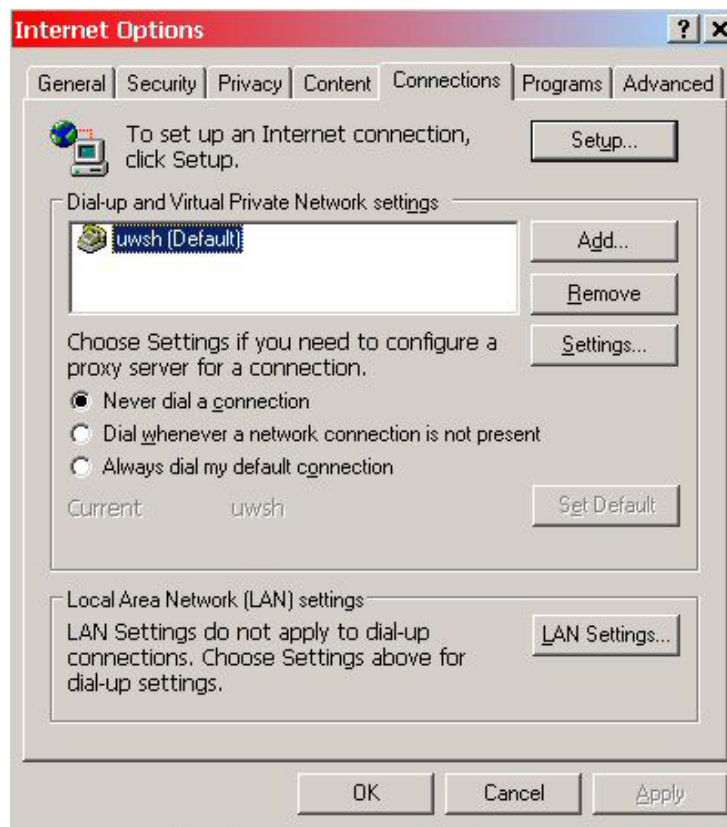 Internet Options
General Security Privacy Content Connections Programs Advanced
To set up an Internet connection,
click Setup.
Setup...
Dial-up and Virtual Private Network settings
uwsh (Default)
Add...
Remove
Choose Settings if you need to configure a
proxy server for a connection.
Settings...
Never dial a connection
Dial whenever a network connection is not present
Always dial my default connection
Current uwsh
Set Default
Local Area Network (LAN) settings
LAN Settings do not apply to dial-up
connections. Choose Settings above for
dial-up settings.
LAN Settings...
OK Cancel Apply